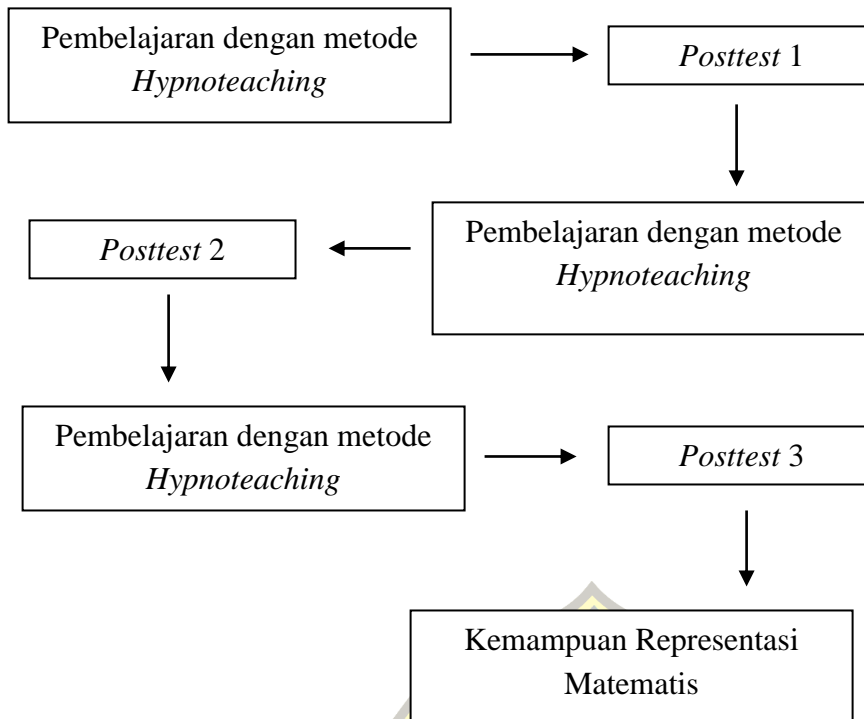 Pembelajaran dengan metode
Hypnoteaching
Posttest 1
Pembelajaran dengan metode
Hypnoteaching
Posttest 2
Pembelajaran dengan metode
Hypnoteaching
Posttest 3
Kemampuan Representasi
Matematis